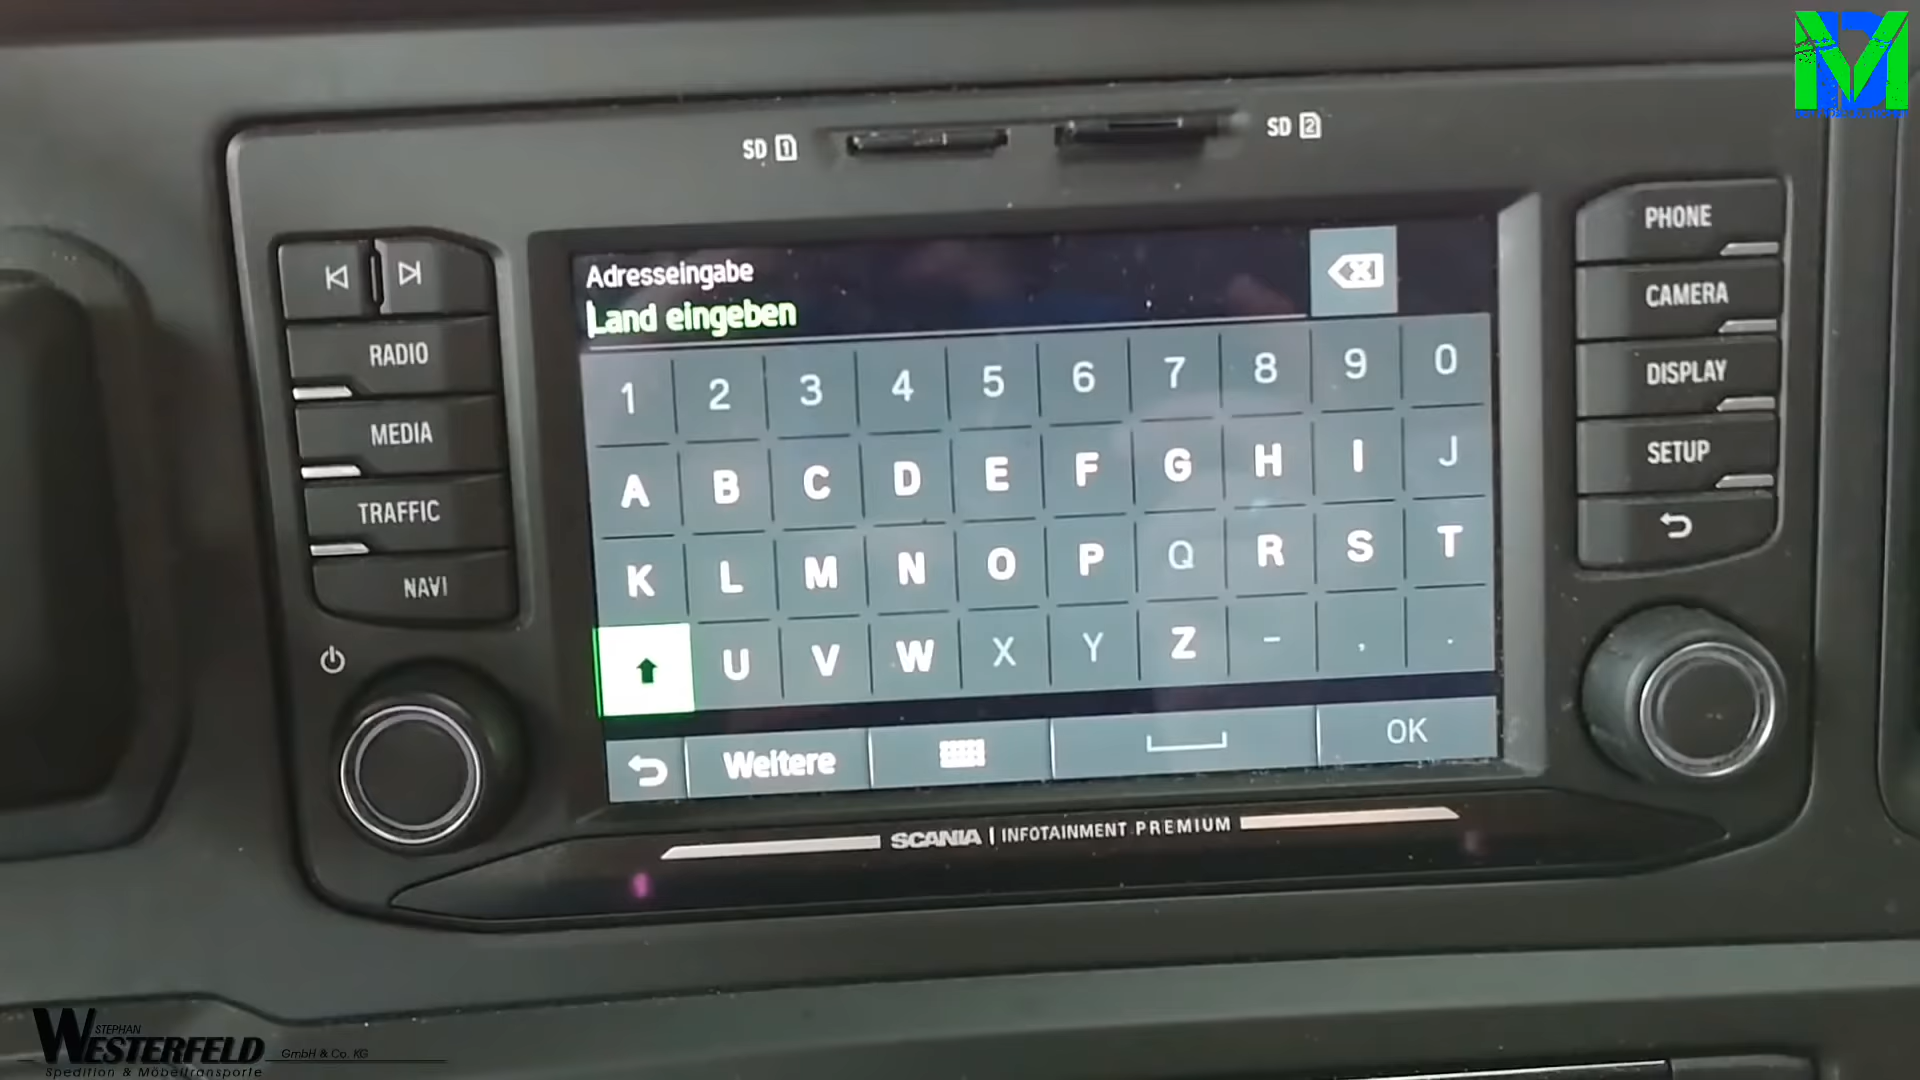 SD 1
SD 2
PHONE
CAMERA
DISPLAY
SETUP
RADIO
MEDIA
TRAFFIC
NAVI
Adresseingabe
Land eingeben
1 2 3 4 5 6 7 8 9 0
A B C D E F G H I J
K L M N O P Q R S T
U V W X Y Z - , .
Weitere
OK
SCANIA | INFOTAINMENT PREMIUM
STEPHAN
WESTERFELD GmbH & Co. KG
Spedition & Möbeltransporte